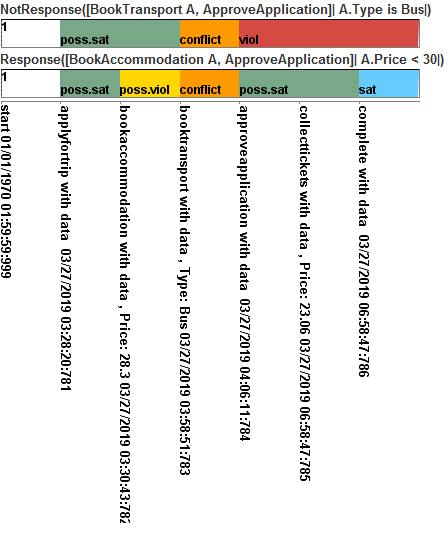 NotResponse([BookTransport A, ApproveApplication]| A.Type is Bus|)
1
poss.sat
conflict
viol
Response([BookAccommodation A, ApproveApplication]| A.Price < 30|)
1
poss.sat
poss.viol
conflict
poss.sat
sat
start 01/01/1970 01:59:59:999
applyfortrip with data  03/27/2019 03:28:20:781
bookaccommodation with data , Price: 28.3 03/27/2019 03:30:43:782
booktransport with data , Type: Bus 03/27/2019 03:58:51:783
approveapplication with data  03/27/2019 04:06:11:784
collecttickets with data , Price: 23.06 03/27/2019 06:58:47:785
complete with data  03/27/2019 06:58:47:786